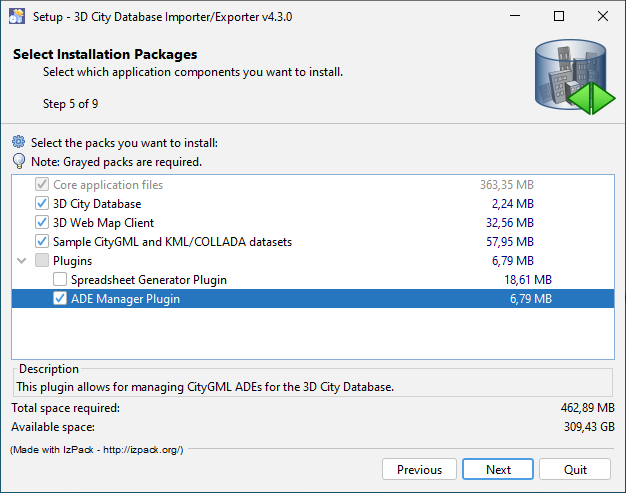 Setup - 3D City Database Importer/Exporter v4.3.0
Select Installation Packages
Select which application components you want to install.
Step 5 of 9
Select the packs you want to install:
Note: Grayed packs are required.
Core application files 363,35 MB
3D City Database 2,24 MB
3D Web Map Client 32,56 MB
Sample CityGML and KML/COLLADA datasets 57,95 MB
Plugins 6,79 MB
Spreadsheet Generator Plugin 18,61 MB
ADE Manager Plugin 6,79 MB
Description
This plugin allows for managing CityGML ADEs for the 3D City Database.
Total space required: 462,89 MB
Available space: 309,43 GB
(Made with IzPack - http://izpack.org/)
Previous Next Quit